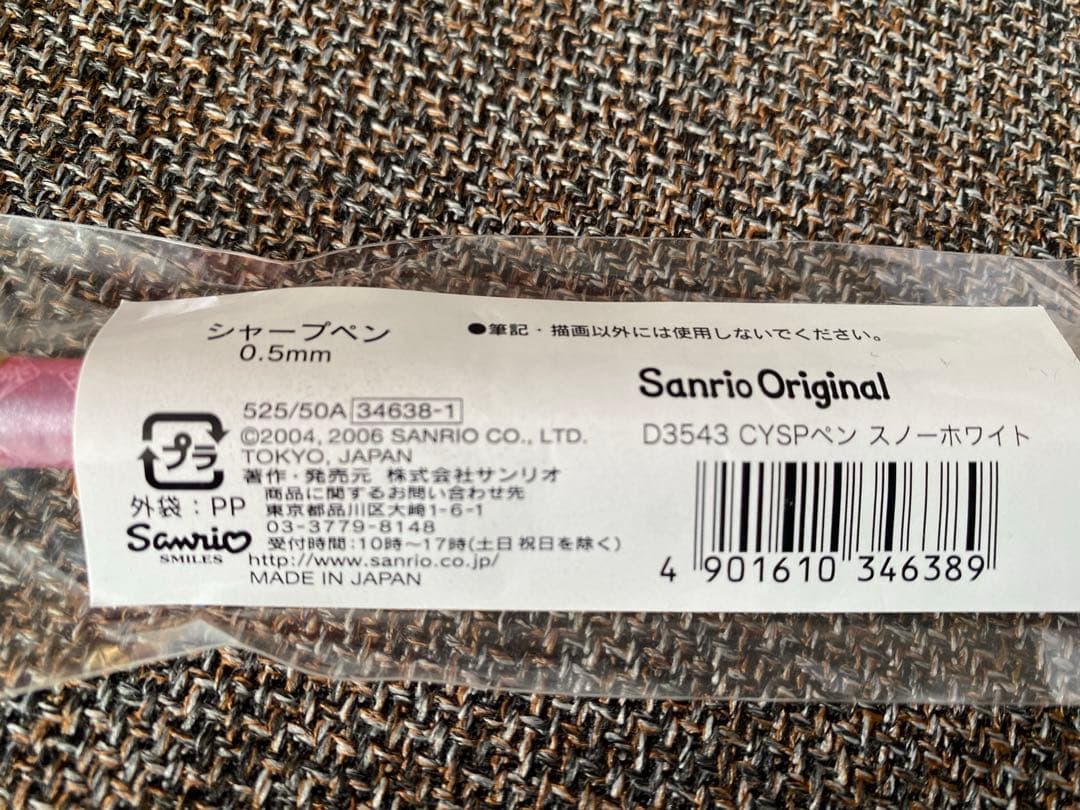 シャープペン
0.5mm
●筆記・描画以外には使用しないでください。
525/50A 34638-1
©2004, 2006 SANRIO CO., LTD.
TOKYO, JAPAN
著作・発売元 株式会社サンリオ
商品に関するお問い合わせ先
東京都品川区大崎1-6-1
03-3779-8148
受付時間:10時~17時(土日祝日を除く)
http://www.sanrio.co.jp/
MADE IN JAPAN
プラ
外袋:PP
Sanrio
SMILES
Sanrio Original
D3543 CYSPペン スノーホワイト
4 901610 346389